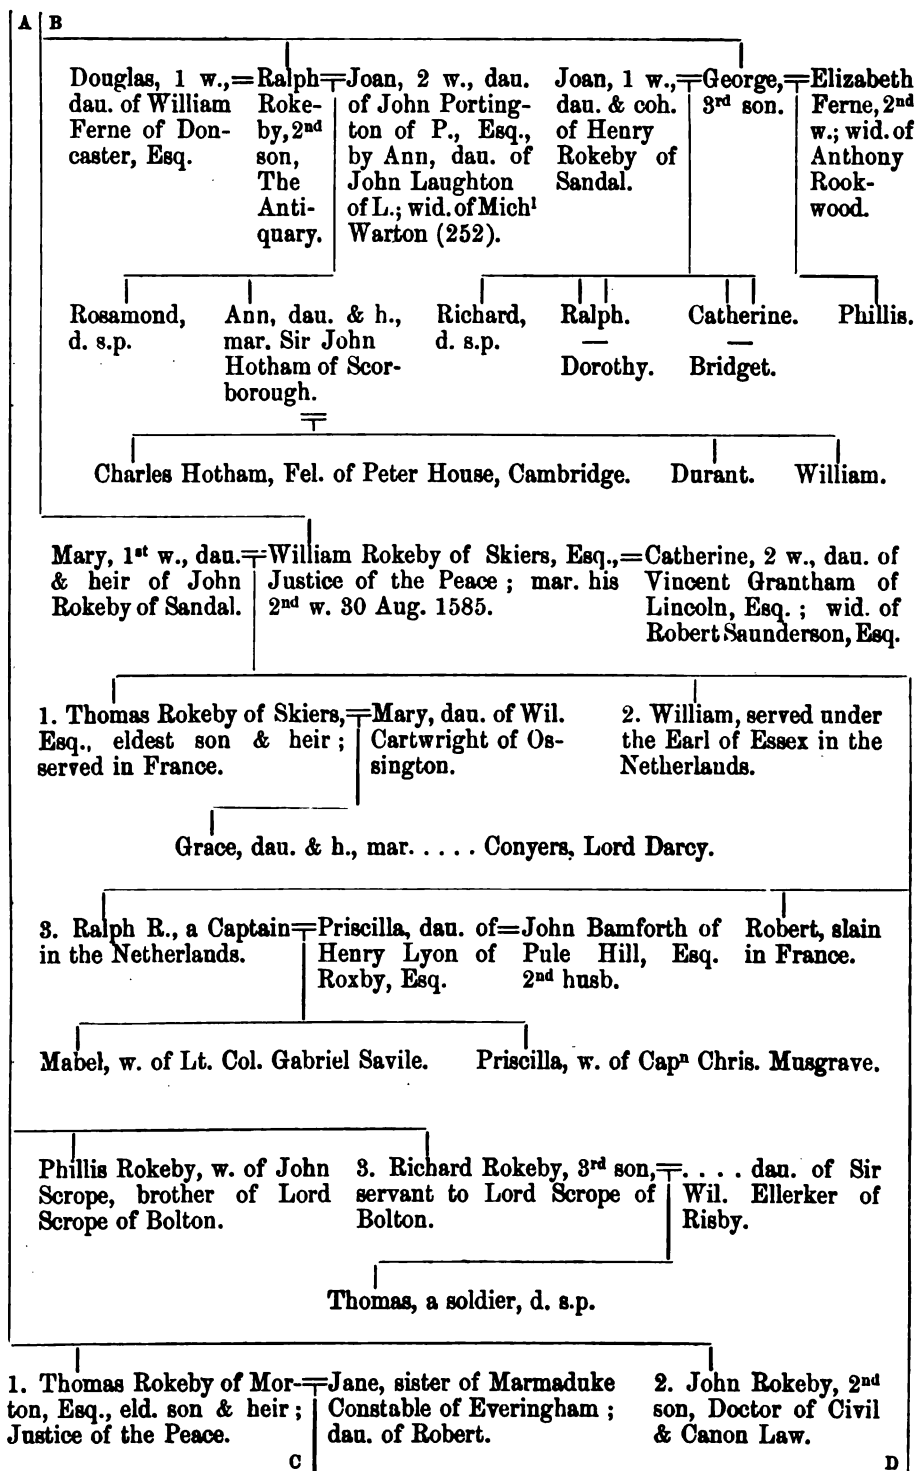 A B
Douglas, 1 w.,=Ralph=Joan, 2 w., dau. Joan, 1 w.,=George,=Elizabeth
dau. of William Roke- of John Porting- dau. & coh. 3rd son. Ferne, 2nd
Ferne of Don- by, 2nd ton of P., Esq., of Henry w.; wid. of
caster, Esq. son, by Ann, dau. of Rokeby of Anthony
The John Laughton Sandal. Rook-
Anti- of L.; wid. of Michl wood.
quary. Warton (252).
Rosamond, Ann, dau. & h., Richard, Ralph. Catherine. Phillis.
d. s.p. mar. Sir John d. s.p. — —
Hotham of Scor- Dorothy. Bridget.
borough.
Charles Hotham, Fel. of Peter House, Cambridge. Durant. William.
Mary, 1st w., dau.=William Rokeby of Skiers, Esq.,=Catherine, 2 w., dau. of
& heir of John Justice of the Peace ; mar. his Vincent Grantham of
Rokeby of Sandal. 2nd w. 30 Aug. 1585. Lincoln, Esq. ; wid. of
Robert Saunderson, Esq.
1. Thomas Rokeby of Skiers,=Mary, dau. of Wil. 2. William, served under
Esq., eldest son & heir ; Cartwright of Os- the Earl of Essex in the
served in France. sington. Netherlands.
Grace, dau. & h., mar. . . . . Conyers, Lord Darcy.
3. Ralph R., a Captain=Priscilla, dau. of=John Bamforth of Robert, slain
in the Netherlands. Henry Lyon of Pule Hill, Esq. in France.
Roxby, Esq. 2nd husb.
Mabel, w. of Lt. Col. Gabriel Savile. Priscilla, w. of Capn Chris. Musgrave.
Phillis Rokeby, w. of John 3. Richard Rokeby, 3rd son,=. . . . dau. of Sir
Scrope, brother of Lord servant to Lord Scrope of Wil. Ellerker of
Scrope of Bolton. Bolton. Risby.
Thomas, a soldier, d. s.p.
1. Thomas Rokeby of Mor-=Jane, sister of Marmaduke 2. John Rokeby, 2nd
ton, Esq., eld. son & heir ; Constable of Everingham ; son, Doctor of Civil
Justice of the Peace. dau. of Robert. & Canon Law.
C D